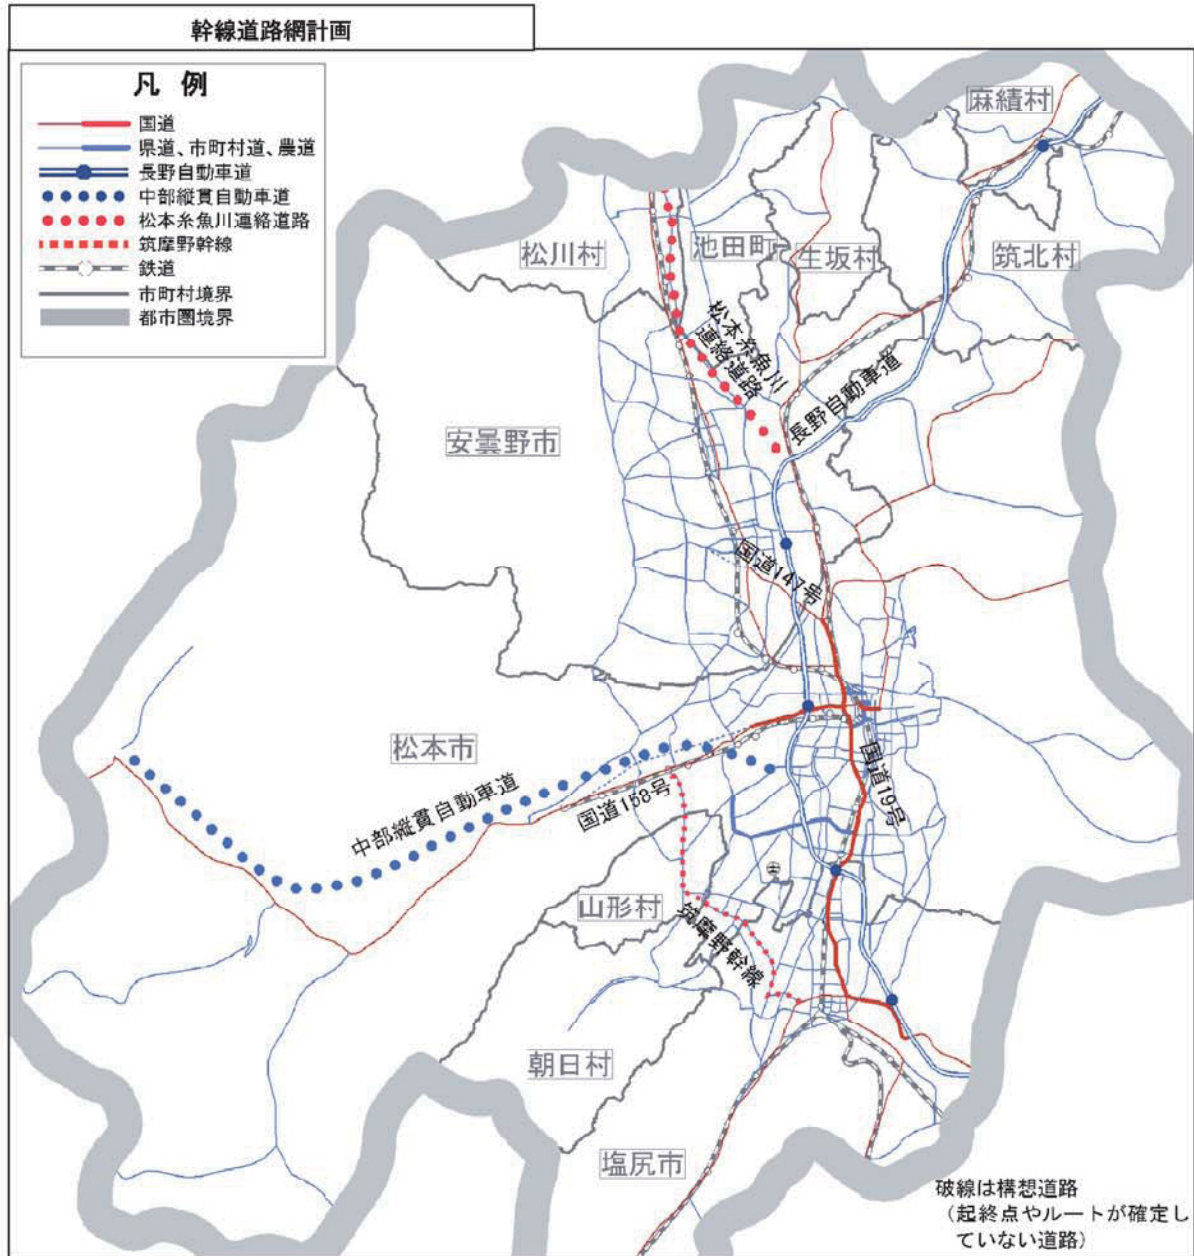 幹線道路網計画
凡例
国道
県道、市町村道、農道
長野自動車道
中部縦貫自動車道
松本糸魚川連絡道路
筑摩野幹線
鉄道
市町村境界
都市圏境界
麻績村
松川村
池田町
生坂村
筑北村
松本糸魚川
連絡道路
長野自動車道
安曇野市
国道147号
松本市
国道19号
国道158号
中部縦貫自動車道
山形村
筑摩野幹線
朝日村
塩尻市
破線は構想道路
（起終点やルートが確定し
ていない道路）